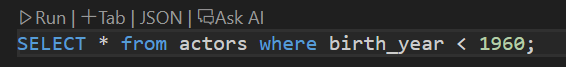 ▷Run | +Tab | JSON | Ask AI
SELECT * from actors where birth_year < 1960;